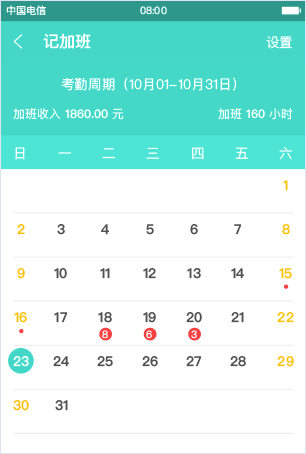 中国电信 08:00
记加班 设置
考勤周期（10月01-10月31日）
加班收入 1860.00 元 加班 160 小时
日 一 二 三 四 五 六
1
2 3 4 5 6 7 8
9 10 11 12 13 14 15
16 17 18 19 20 21 22
8 6 3
23 24 25 26 27 28 29
30 31